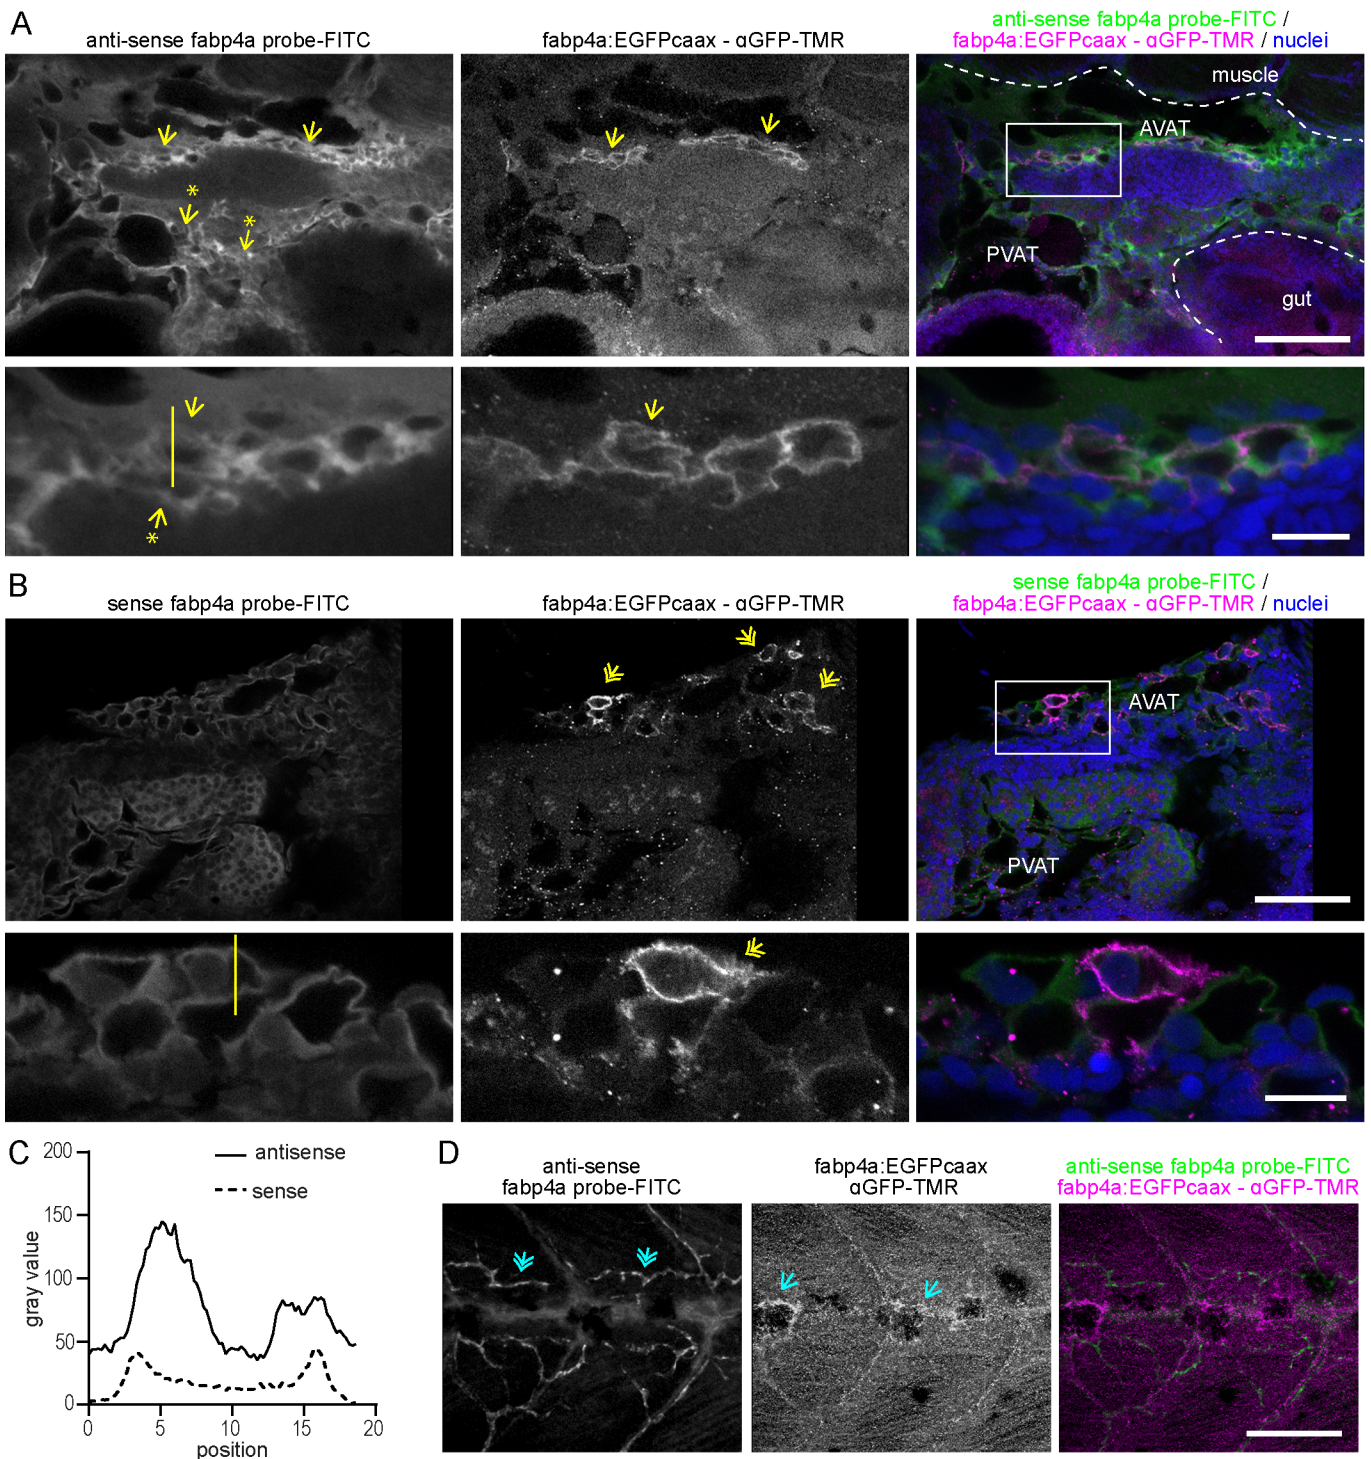 A
anti-sense fabp4a probe-FITC
fabp4a:EGFPcaax - αGFP-TMR
anti-sense fabp4a probe-FITC /
fabp4a:EGFPcaax - αGFP-TMR / nuclei
muscle
AVAT
PVAT
gut
*
*
*
B
sense fabp4a probe-FITC
fabp4a:EGFPcaax - αGFP-TMR
sense fabp4a probe-FITC /
fabp4a:EGFPcaax - αGFP-TMR / nuclei
AVAT
PVAT
C
200
150
100
50
0
gray value
antisense
sense
0
5
10
15
20
position
D
anti-sense
fabp4a probe-FITC
fabp4a:EGFPcaax
αGFP-TMR
anti-sense fabp4a probe-FITC
fabp4a:EGFPcaax - αGFP-TMR